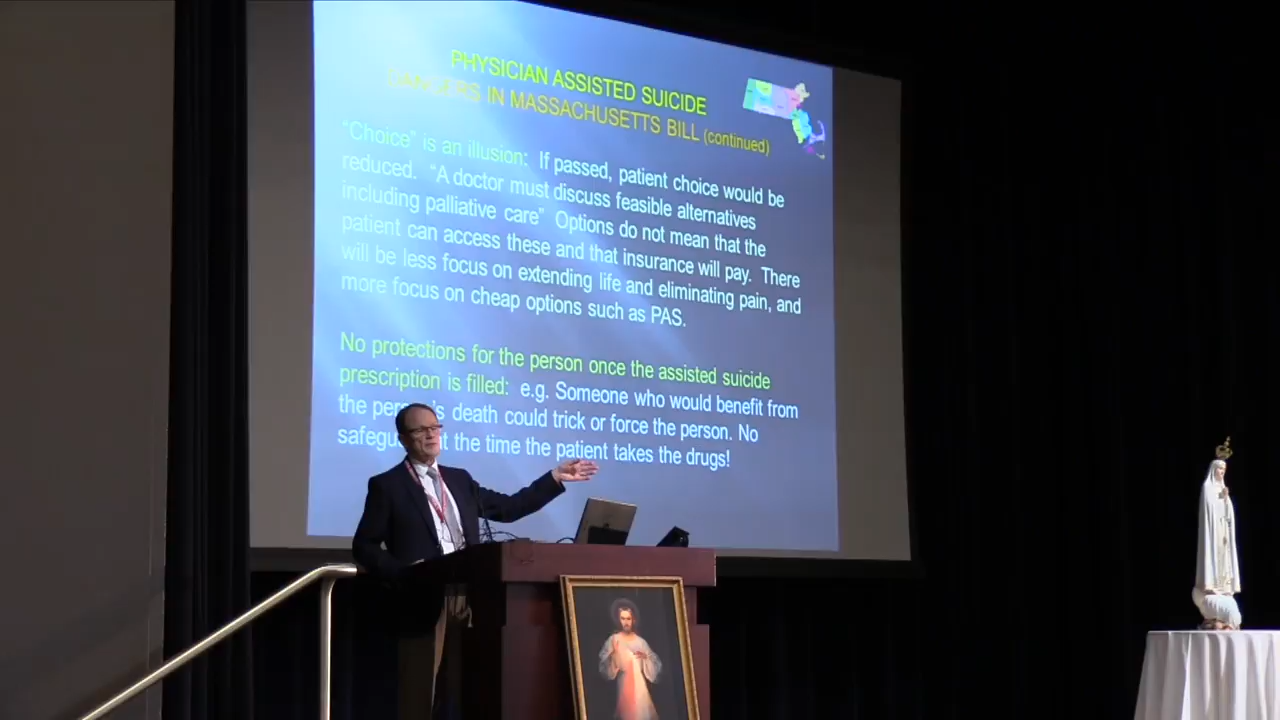 PHYSICIAN ASSISTED SUICIDE
DANGERS IN MASSACHUSETTS BILL (continued)
“Choice” is an illusion: If passed, patient choice would be
reduced. “A doctor must discuss feasible alternatives
including palliative care” Options do not mean that the
patient can access these and that insurance will pay. There
will be less focus on extending life and eliminating pain, and
more focus on cheap options such as PAS.
No protections for the person once the assisted suicide
prescription is filled: e.g. Someone who would benefit from
the person's death could trick or force the person. No
the time the patient takes the drugs!